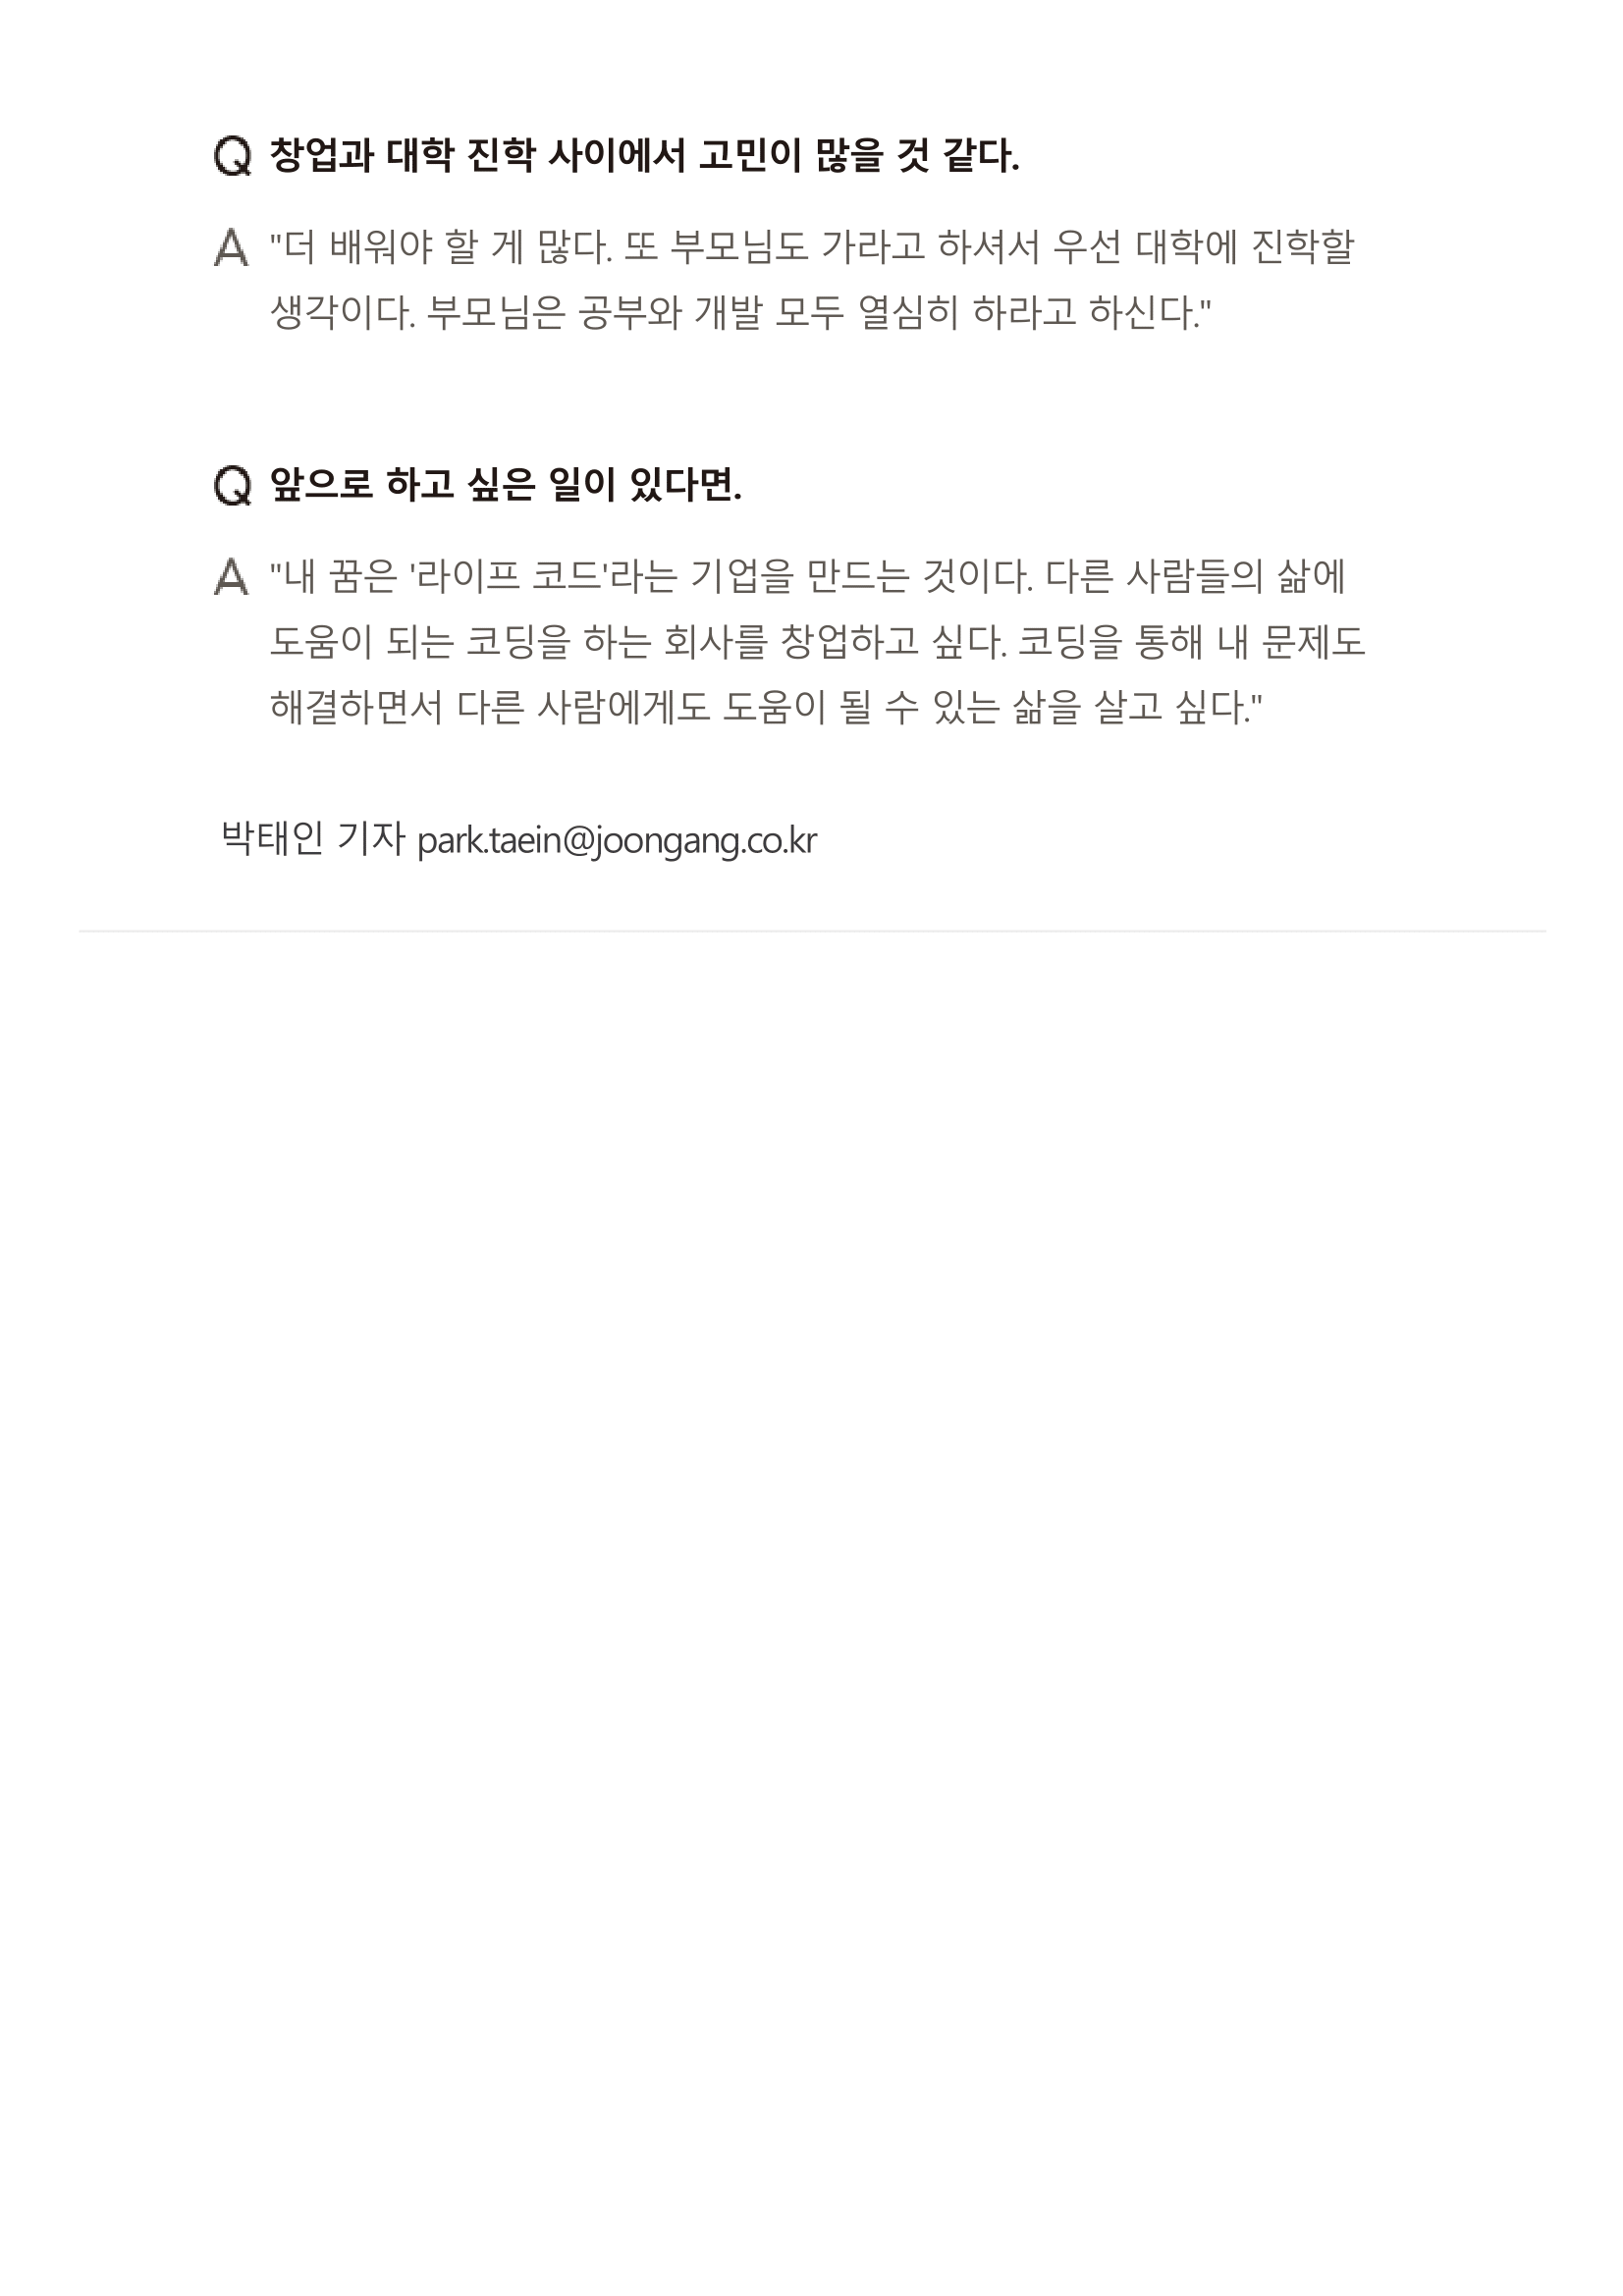 Q 창업과 대학 진학 사이에서 고민이 많을 것 같다.
A "더 배워야 할 게 많다. 또 부모님도 가라고 하셔서 우선 대학에 진학할
생각이다. 부모님은 공부와 개발 모두 열심히 하라고 하신다."
Q 앞으로 하고 싶은 일이 있다면.
A "내 꿈은 '라이프 코드'라는 기업을 만드는 것이다. 다른 사람들의 삶에
도움이 되는 코딩을 하는 회사를 창업하고 싶다. 코딩을 통해 내 문제도
해결하면서 다른 사람에게도 도움이 될 수 있는 삶을 살고 싶다."
박태인 기자 park.taein@joongang.co.kr